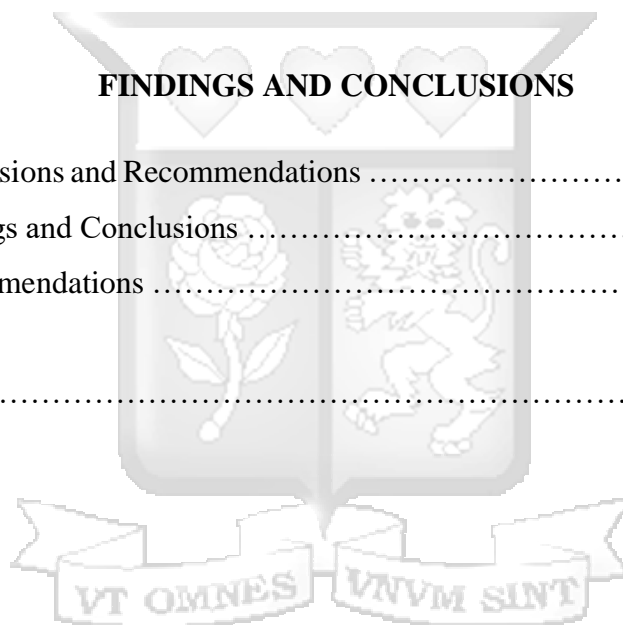 FINDINGS AND CONCLUSIONS
sions and Recommendations ……………………
gs and Conclusions ……………………………………
mendations ……………………………………………
……………………………………………………………
VT OMNES VNVM SINT